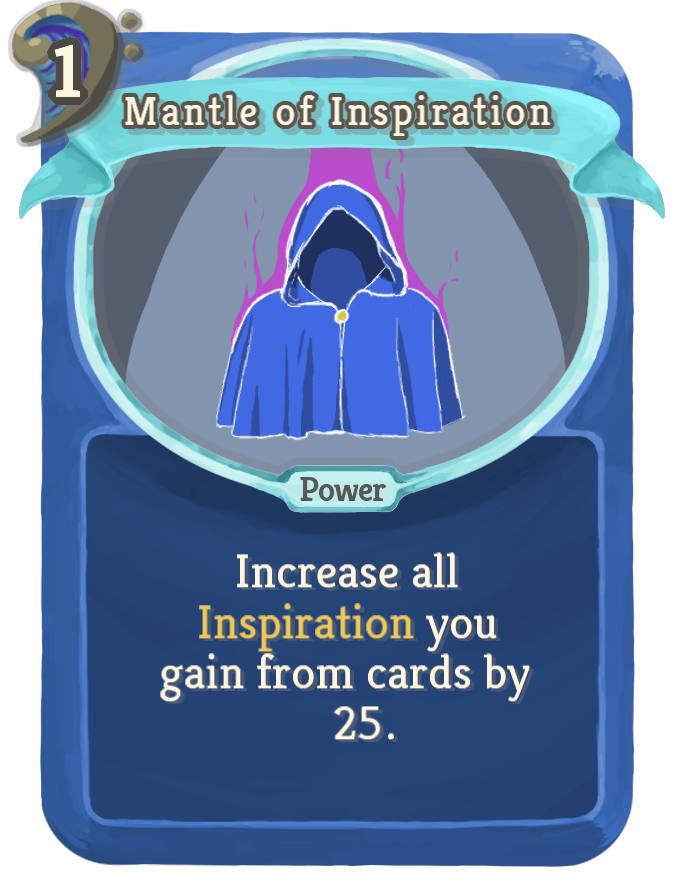 1
Mantle of Inspiration
Power
Increase all
Inspiration you
gain from cards by
25.